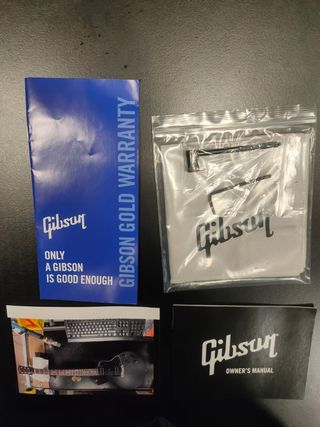 Gibson
ONLY
A GIBSON
IS GOOD ENOUGH
GIBSON GOLD WARRANTY
Gibson
Gibson
OWNER'S MANUAL